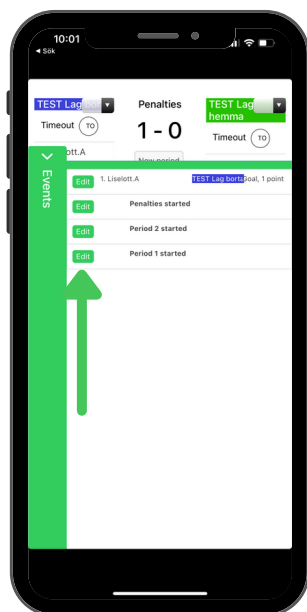 10:01
◀ Sök
TEST Lag
Penalties
TEST Lag
hemma
Timeout TO
1 - 0
Timeout TO
ott.A
New period
Events
Edit 1. Liselott.A TEST Lag borta Goal, 1 point
Edit Penalties started
Edit Period 2 started
Edit Period 1 started